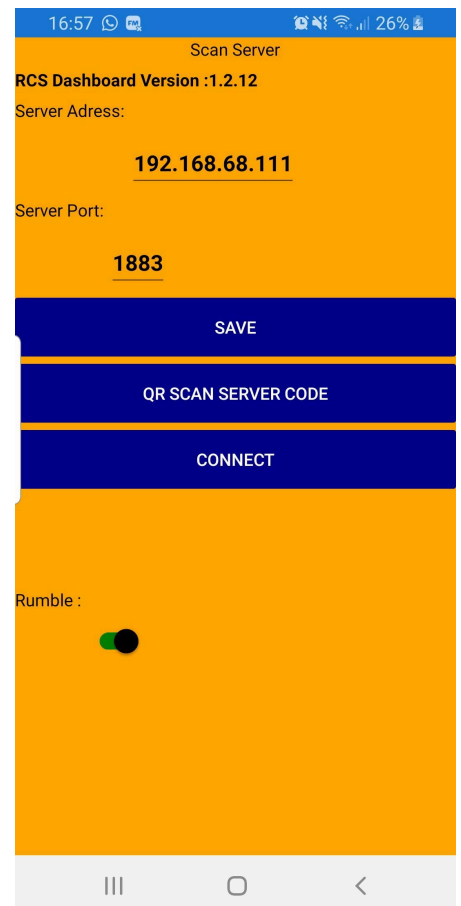 16:57 26%
Scan Server
RCS Dashboard Version :1.2.12
Server Adress:
192.168.68.111
Server Port:
1883
SAVE
QR SCAN SERVER CODE
CONNECT
Rumble :